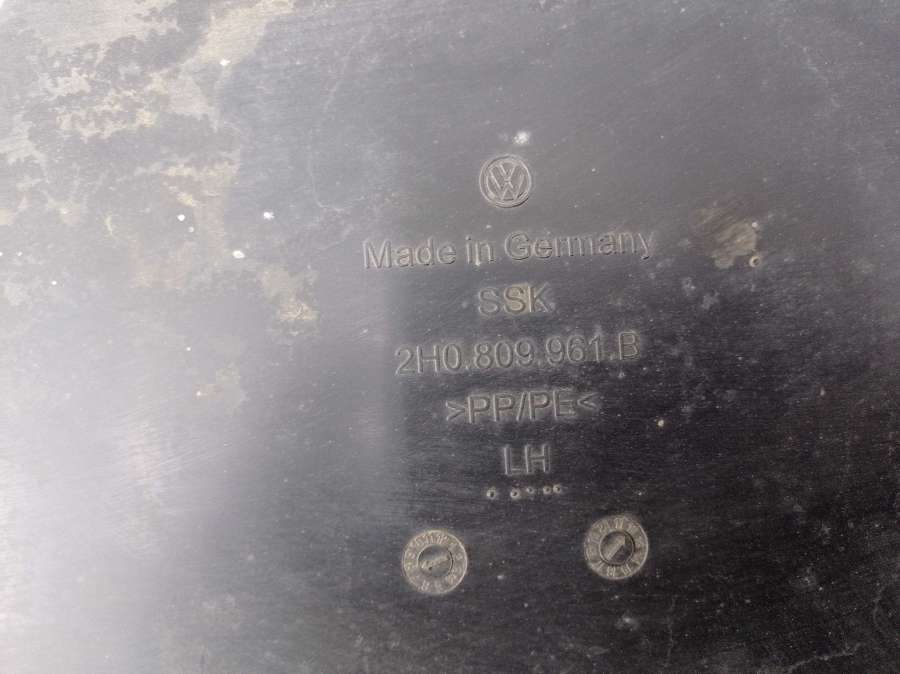 Made in Germany
SSK
2H0.809.961.B
>PP/PE<
LH